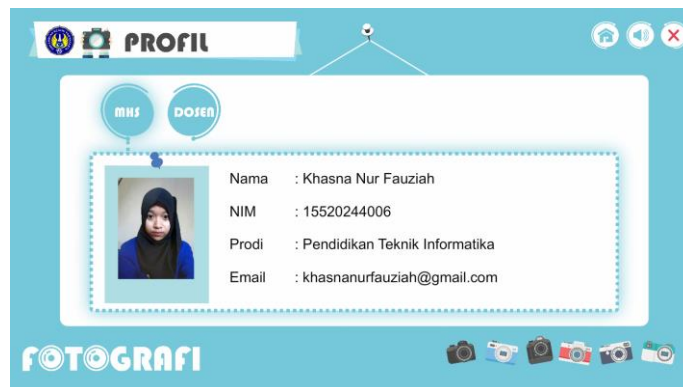 PROFIL
MHS
DOSEN
Nama : Khasna Nur Fauziah
NIM : 15520244006
Prodi : Pendidikan Teknik Informatika
Email : khasnanurfauziah@gmail.com
FOTOGRAFI